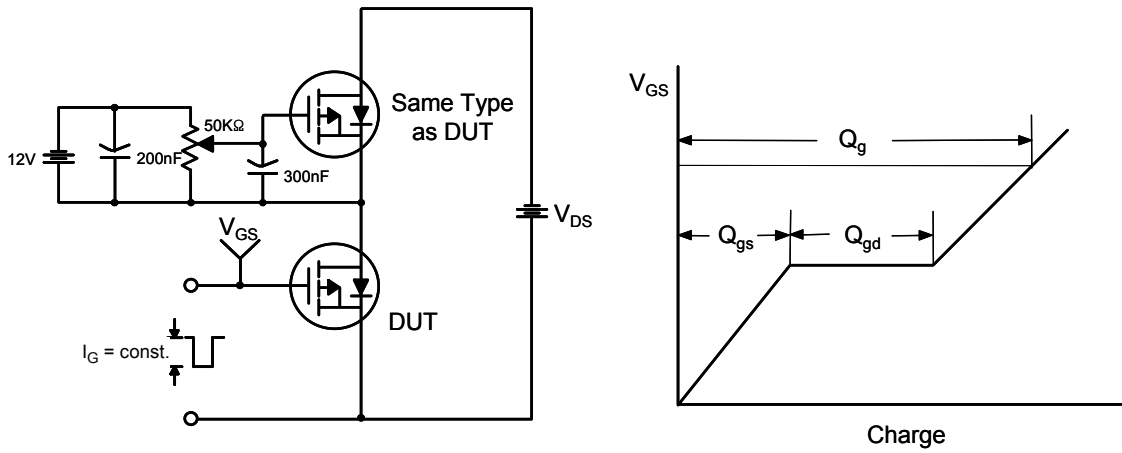 12V
200nF
50KΩ
300nF
Same Type
as DUT
V_DS
V_GS
DUT
I_G = const.
V_GS
Q_g
Q_gs
Q_gd
Charge